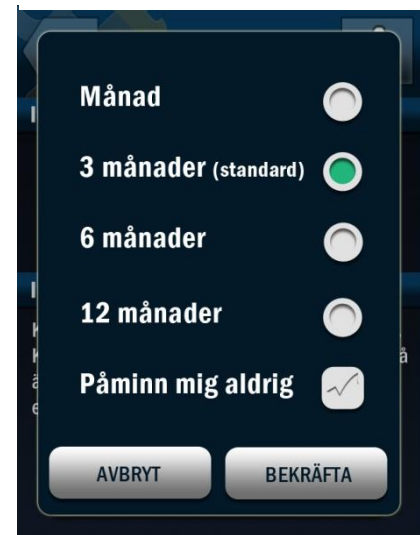 Månad
3 månader (standard)
6 månader
12 månader
Påminn mig aldrig
AVBRYT
BEKRÄFTA